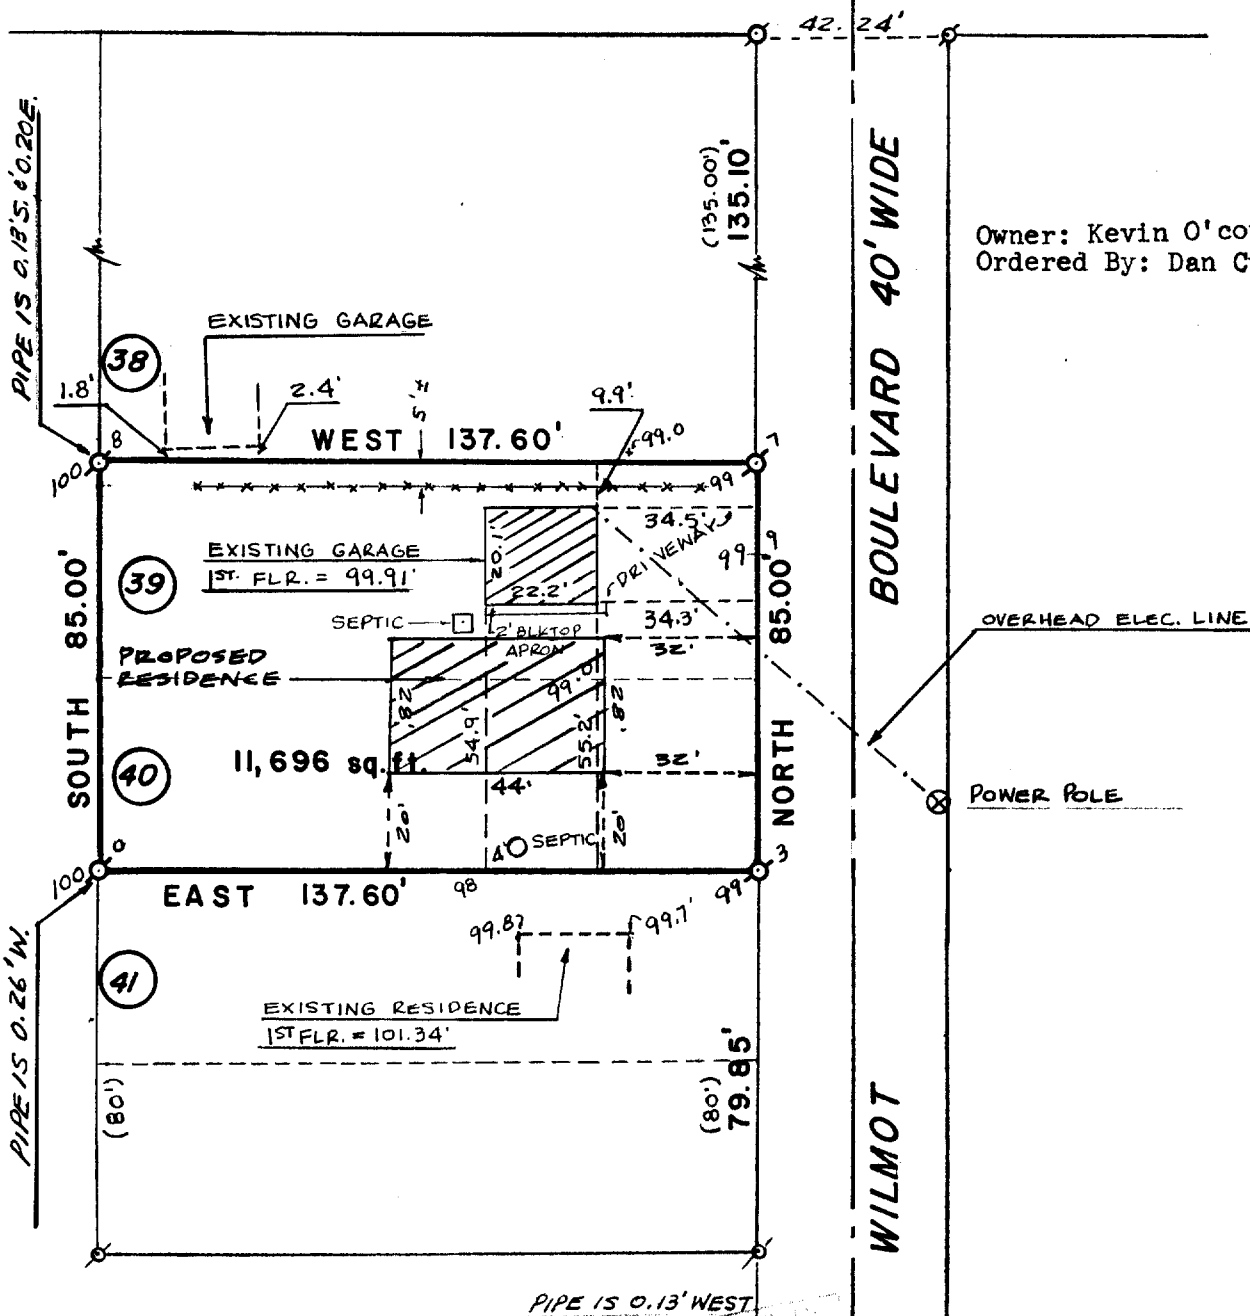 42.24'
PIPE IS 0.13'S. & 0.20E.
(135.00')
135.10'
BOULEVARD 40' WIDE
Owner: Kevin O'co
Ordered By: Dan C
EXISTING GARAGE
38
1.8'
2.4'
5'±
9.9'
99.0
WEST 137.60'
8
7
100
99
34.5'
DRIVEWAY
9
99
EXISTING GARAGE
1ST. FLR. = 99.91'
20.1'
22.2'
39
SEPTIC
2' BLKTOP
APRON
34.3'
32'
OVERHEAD ELEC. LINE
SOUTH 85.00'
NORTH 85.00'
PROPOSED
RESIDENCE
99.0
28'
28'
54.9'
55.2'
11,696 sq. ft.
32'
40
44'
POWER POLE
20'
20'
4'
SEPTIC
0
3
100
99
EAST 137.60'
98
99.8
99.7'
PIPE IS 0.26'W.
41
EXISTING RESIDENCE
1ST FLR. = 101.34'
(80')
(80')
79.85'
WILMOT
PIPE IS 0.13' WEST